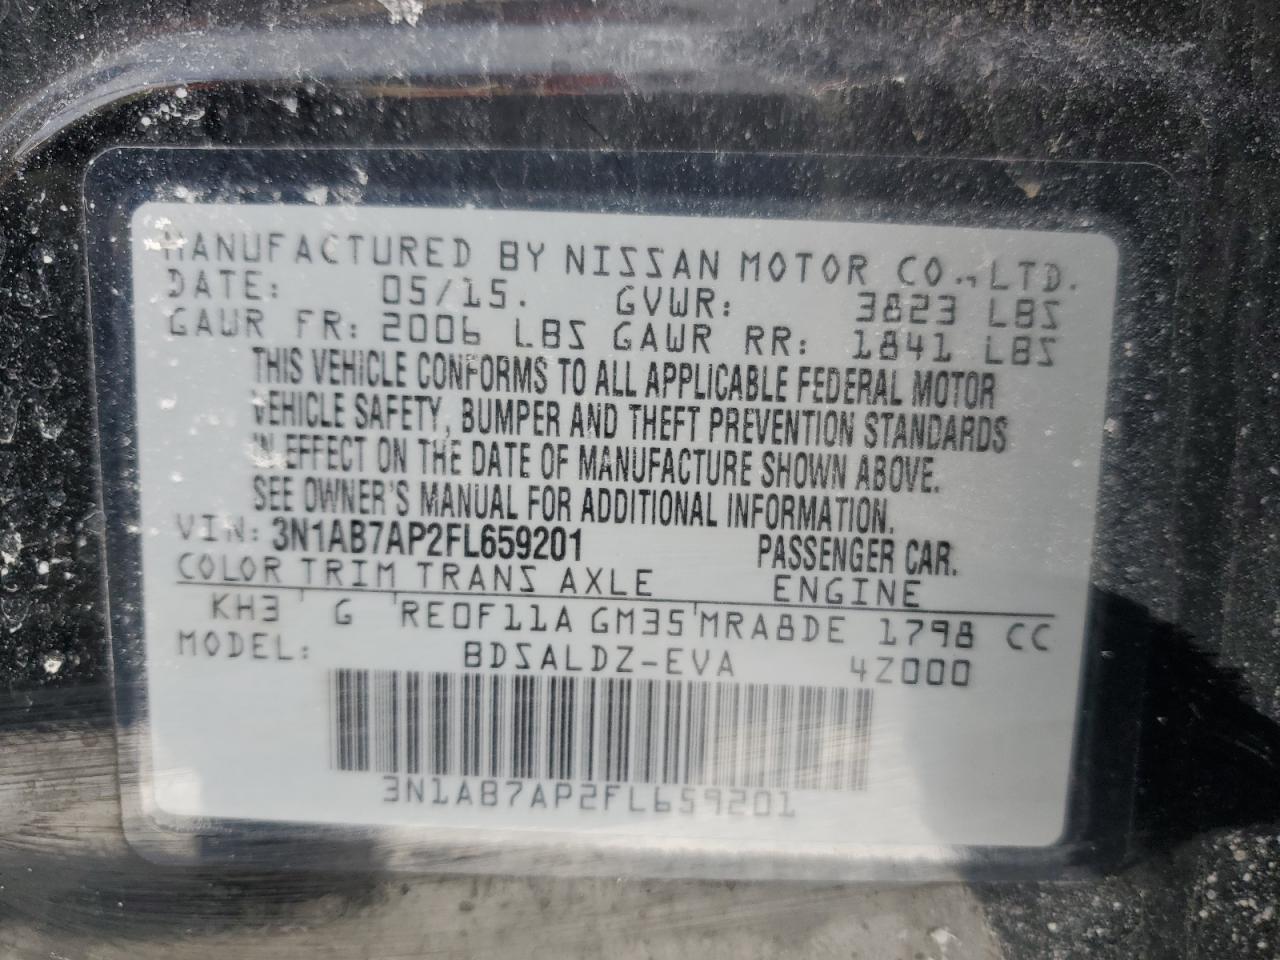 MANUFACTURED BY NISSAN MOTOR CO., LTD.
DATE: 05/15. GVWR: 3823 LBS
GAWR FR: 2006 LBS GAWR RR: 1841 LBS
THIS VEHICLE CONFORMS TO ALL APPLICABLE FEDERAL MOTOR
VEHICLE SAFETY, BUMPER AND THEFT PREVENTION STANDARDS
IN EFFECT ON THE DATE OF MANUFACTURE SHOWN ABOVE.
SEE OWNER'S MANUAL FOR ADDITIONAL INFORMATION.
VIN: 3N1AB7AP2FL659201 PASSENGER CAR.
COLOR TRIM TRANS AXLE ENGINE
KH3 G RE0F11A GM35 MRA8DE 1798 CC
MODEL: BDSALDZ-EVA 4Z000
3N1AB7AP2FL659201